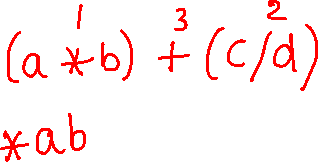 1 3 2
(a * b) + (c/d)
*ab